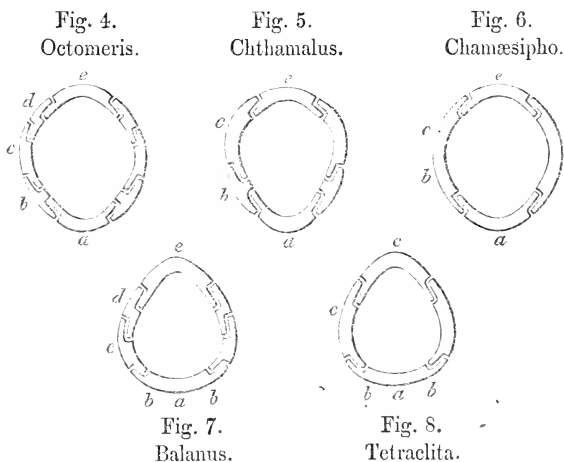 Fig. 4.
Octomeris.
Fig. 5.
Chthamalus.
Fig. 6.
Chamæsipho.
e
d
c
b
a
e
c
b
a
e
c
b
a
e
d
c
b a b
c
c
b a b
Fig. 7.
Balanus.
Fig. 8.
Tetraclita.